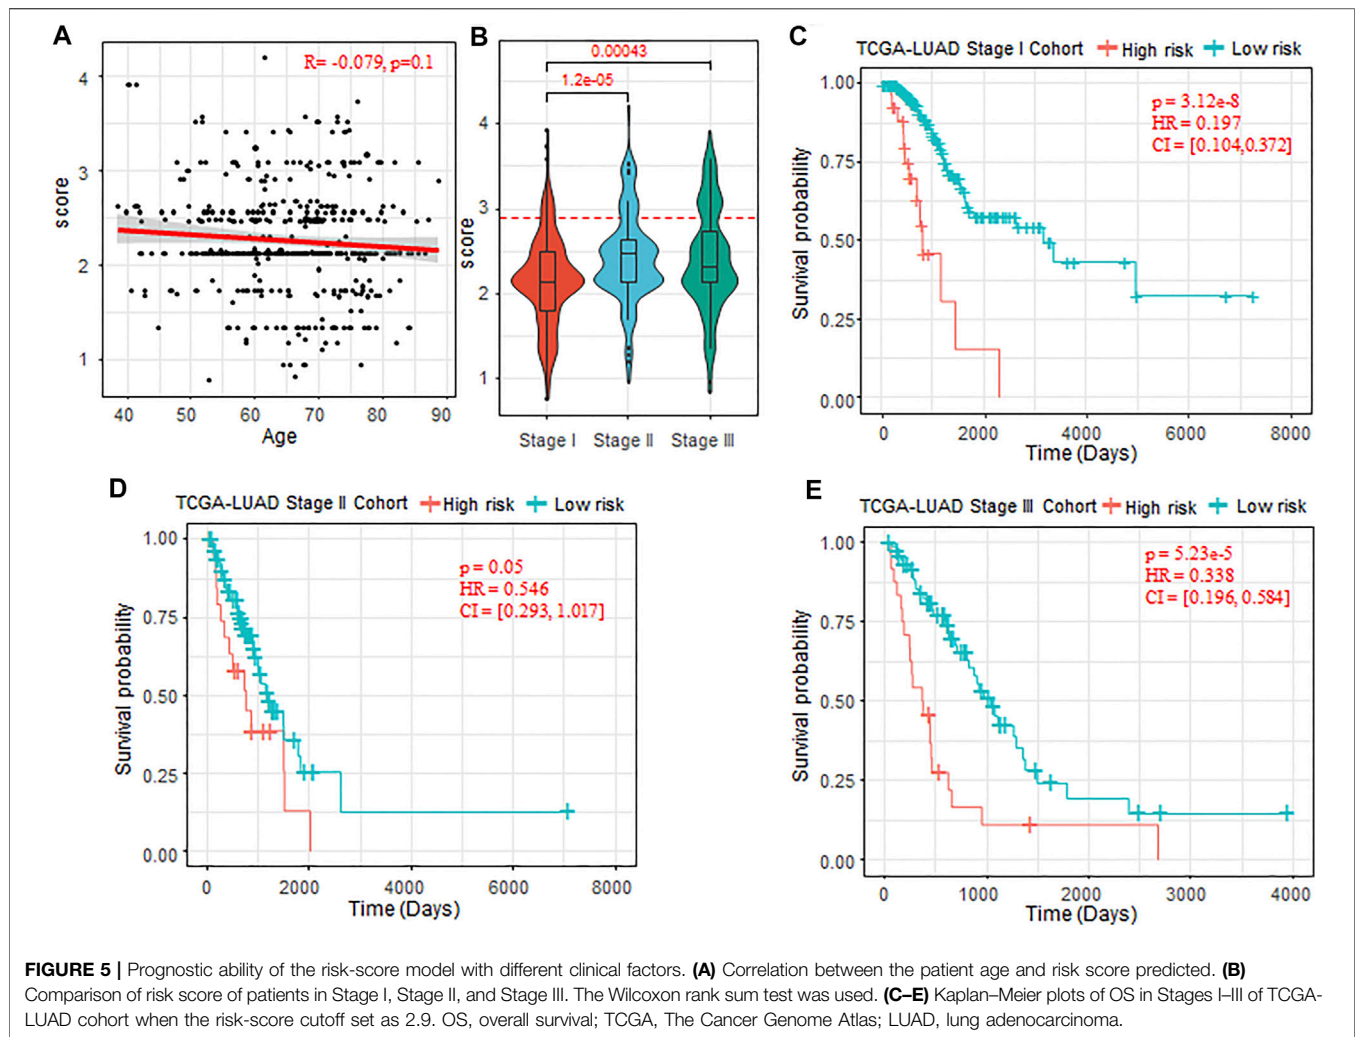 A
R= -0.079, p=0.1
score
4
3
2
1
40 50 60 70 80 90
Age
B
0.00043
1.2e-05
score
4
3
2
1
Stage I Stage II Stage III
C
TCGA-LUAD Stage I Cohort High risk Low risk
p = 3.12e-8
HR = 0.197
CI = [0.104,0.372]
Survival probability
1.00
0.75
0.50
0.25
0.00
0 2000 4000 6000 8000
Time (Days)
D
TCGA-LUAD Stage II Cohort High risk Low risk
p = 0.05
HR = 0.546
CI = [0.293, 1.017]
Survival probability
1.00
0.75
0.50
0.25
0.00
0 2000 4000 6000 8000
Time (Days)
E
TCGA-LUAD Stage III Cohort High risk Low risk
p = 5.23e-5
HR = 0.338
CI = [0.196, 0.584]
Survival probability
1.00
0.75
0.50
0.25
0.00
0 1000 2000 3000 4000
Time (Days)
FIGURE 5 | Prognostic ability of the risk-score model with different clinical factors. (A) Correlation between the patient age and risk score predicted. (B)
Comparison of risk score of patients in Stage I, Stage II, and Stage III. The Wilcoxon rank sum test was used. (C–E) Kaplan–Meier plots of OS in Stages I–III of TCGA-
LUAD cohort when the risk-score cutoff set as 2.9. OS, overall survival; TCGA, The Cancer Genome Atlas; LUAD, lung adenocarcinoma.